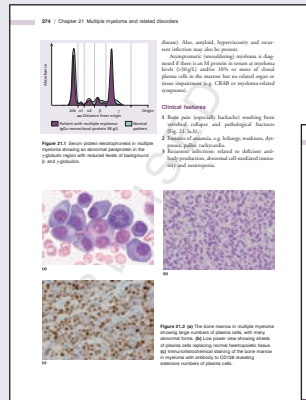 274 / Chapter 21 Multiple myeloma and related disorders
Absorbance
Alb α1 α2 β γ Origin
Distance from origin
Patient with multiple myeloma
IgGκ monoclonal protein 38 g/L
Normal
pattern
Figure 21.1 Serum protein electrophoresis in multiple
myeloma showing an abnormal paraprotein in the
γ-globulin region with reduced levels of background
β- and γ-globulins.
disease). Also, amyloid, hyperviscosity and recur-
rent infection may also be present.
Asymptomatic (smouldering) myeloma is diag-
nosed if there is an M protein in serum at myeloma
levels (>30 g/L) and/or 10% or more of clonal
plasma cells in the marrow but no related organ or
tissue impairment (e.g. CRAB or myeloma-related
symptoms).
Clinical features
1 Bone pain (especially backache) resulting from
vertebral collapse and pathological fractures
(Fig. 21.3a,b).
2 Features of anaemia, e.g. lethargy, weakness, dys-
pnoea, pallor, tachycardia.
3 Recurrent infections: related to deficient anti-
body production, abnormal cell-mediated immu-
nity and neutropenia.
(a)
(b)
(c)
Figure 21.2 (a) The bone marrow in multiple myeloma
showing large numbers of plasma cells, with many
abnormal forms. (b) Low power view showing sheets
of plasma cells replacing normal haemopoietic tissue.
(c) Immunohistochemical staining of the bone marrow
in myeloma with antibody to CD138 revealing
extensive numbers of plasma cells.